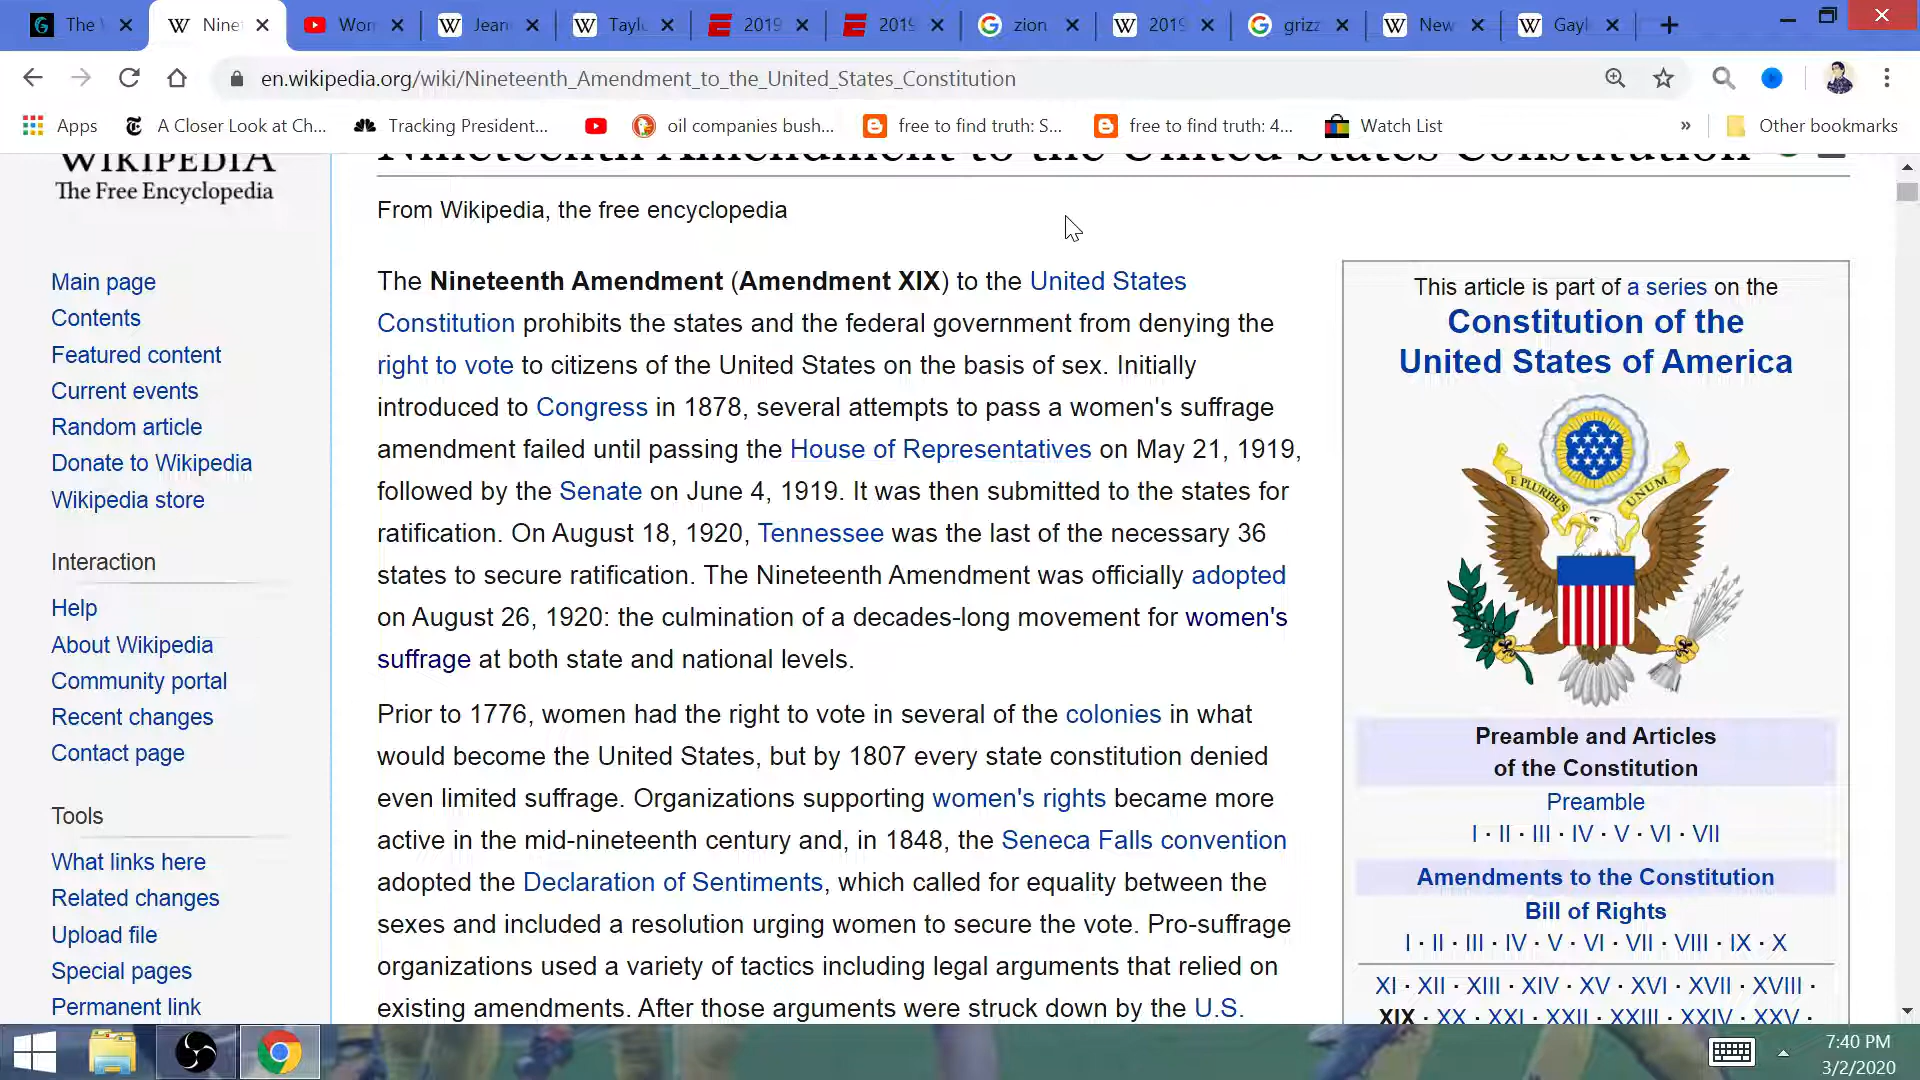 The
Nine
Won
Jean
Taylo
2019
2019
zion
2019
grizz
New
Gayl
en.wikipedia.org/wiki/Nineteenth_Amendment_to_the_United_States_Constitution
Apps
A Closer Look at Ch...
Tracking President...
oil companies bush...
free to find truth: S...
free to find truth: 4...
Watch List
»
Other bookmarks
WIKIPEDIA
The Free Encyclopedia
Main page
Contents
Featured content
Current events
Random article
Donate to Wikipedia
Wikipedia store
Interaction
Help
About Wikipedia
Community portal
Recent changes
Contact page
Tools
What links here
Related changes
Upload file
Special pages
Permanent link
Nineteenth Amendment to the United States Constitution
From Wikipedia, the free encyclopedia
The Nineteenth Amendment (Amendment XIX) to the United States
Constitution prohibits the states and the federal government from denying the
right to vote to citizens of the United States on the basis of sex. Initially
introduced to Congress in 1878, several attempts to pass a women's suffrage
amendment failed until passing the House of Representatives on May 21, 1919,
followed by the Senate on June 4, 1919. It was then submitted to the states for
ratification. On August 18, 1920, Tennessee was the last of the necessary 36
states to secure ratification. The Nineteenth Amendment was officially adopted
on August 26, 1920: the culmination of a decades-long movement for women's
suffrage at both state and national levels.
Prior to 1776, women had the right to vote in several of the colonies in what
would become the United States, but by 1807 every state constitution denied
even limited suffrage. Organizations supporting women's rights became more
active in the mid-nineteenth century and, in 1848, the Seneca Falls convention
adopted the Declaration of Sentiments, which called for equality between the
sexes and included a resolution urging women to secure the vote. Pro-suffrage
organizations used a variety of tactics including legal arguments that relied on
existing amendments. After those arguments were struck down by the U.S.
This article is part of a series on the
Constitution of the
United States of America
E PLURIBUS UNUM
Preamble and Articles
of the Constitution
Preamble
I · II · III · IV · V · VI · VII
Amendments to the Constitution
Bill of Rights
I · II · III · IV · V · VI · VII · VIII · IX · X
XI · XII · XIII · XIV · XV · XVI · XVII · XVIII ·
XIX · XX · XXI · XXII · XXIII · XXIV · XXV ·
7:40 PM
3/2/2020